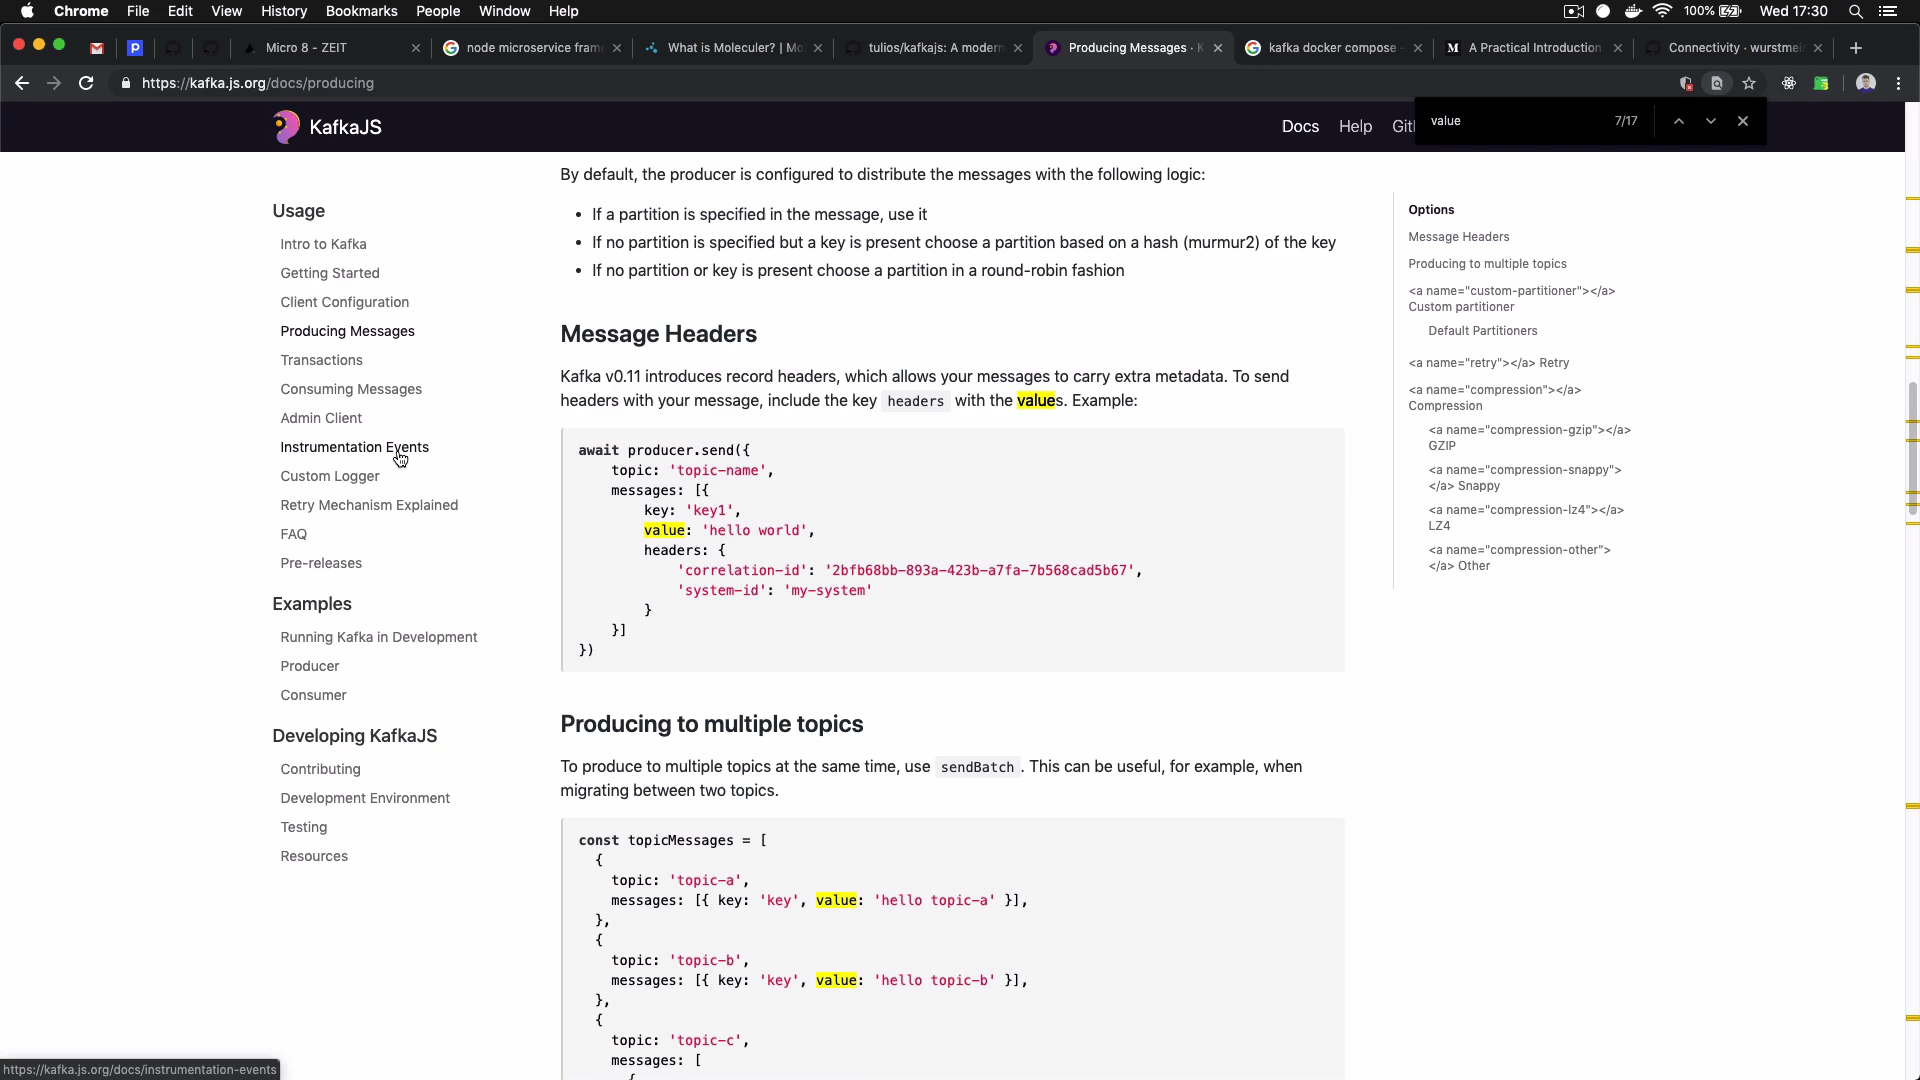 Chrome File Edit View History Bookmarks People Window Help 100% Wed 17:30
Micro 8 - ZEIT
node microservice fram
What is Moleculer? | Mo
tulios/kafkajs: A modern
Producing Messages · K
kafka docker compose -
A Practical Introduction
Connectivity · wurstmei
https://kafka.js.org/docs/producing
KafkaJS
Docs Help Git
value 7/17
Usage
Intro to Kafka
Getting Started
Client Configuration
Producing Messages
Transactions
Consuming Messages
Admin Client
Instrumentation Events
Custom Logger
Retry Mechanism Explained
FAQ
Pre-releases
Examples
Running Kafka in Development
Producer
Consumer
Developing KafkaJS
Contributing
Development Environment
Testing
Resources
By default, the producer is configured to distribute the messages with the following logic:
• If a partition is specified in the message, use it
• If no partition is specified but a key is present choose a partition based on a hash (murmur2) of the key
• If no partition or key is present choose a partition in a round-robin fashion
Message Headers
Kafka v0.11 introduces record headers, which allows your messages to carry extra metadata. To send
headers with your message, include the key headers with the values. Example:
await producer.send({
topic: 'topic-name',
messages: [{
key: 'key1',
value: 'hello world',
headers: {
'correlation-id': '2bfb68bb-893a-423b-a7fa-7b568cad5b67',
'system-id': 'my-system'
}
}]
})
Producing to multiple topics
To produce to multiple topics at the same time, use sendBatch . This can be useful, for example, when
migrating between two topics.
const topicMessages = [
{
topic: 'topic-a',
messages: [{ key: 'key', value: 'hello topic-a' }],
},
{
topic: 'topic-b',
messages: [{ key: 'key', value: 'hello topic-b' }],
},
{
topic: 'topic-c',
messages: [
{
Options
Message Headers
Producing to multiple topics
<a name="custom-partitioner"></a>
Custom partitioner
Default Partitioners
<a name="retry"></a> Retry
<a name="compression"></a>
Compression
<a name="compression-gzip"></a>
GZIP
<a name="compression-snappy">
</a> Snappy
<a name="compression-lz4"></a>
LZ4
<a name="compression-other">
</a> Other
https://kafka.js.org/docs/instrumentation-events